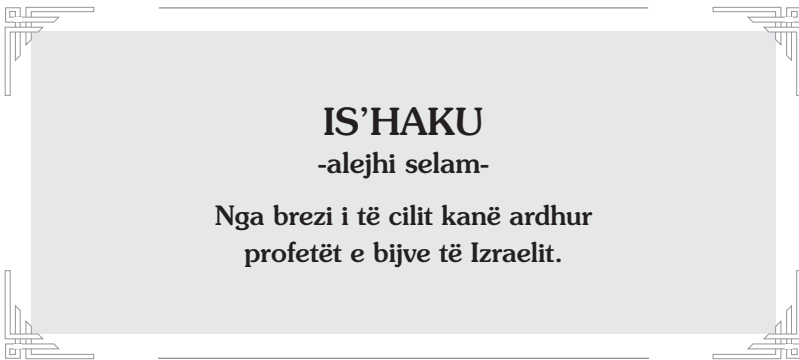 IS’HAKU
-alejhi selam-
Nga brezi i të cilit kanë ardhur
profetët e bijve të Izraelit.